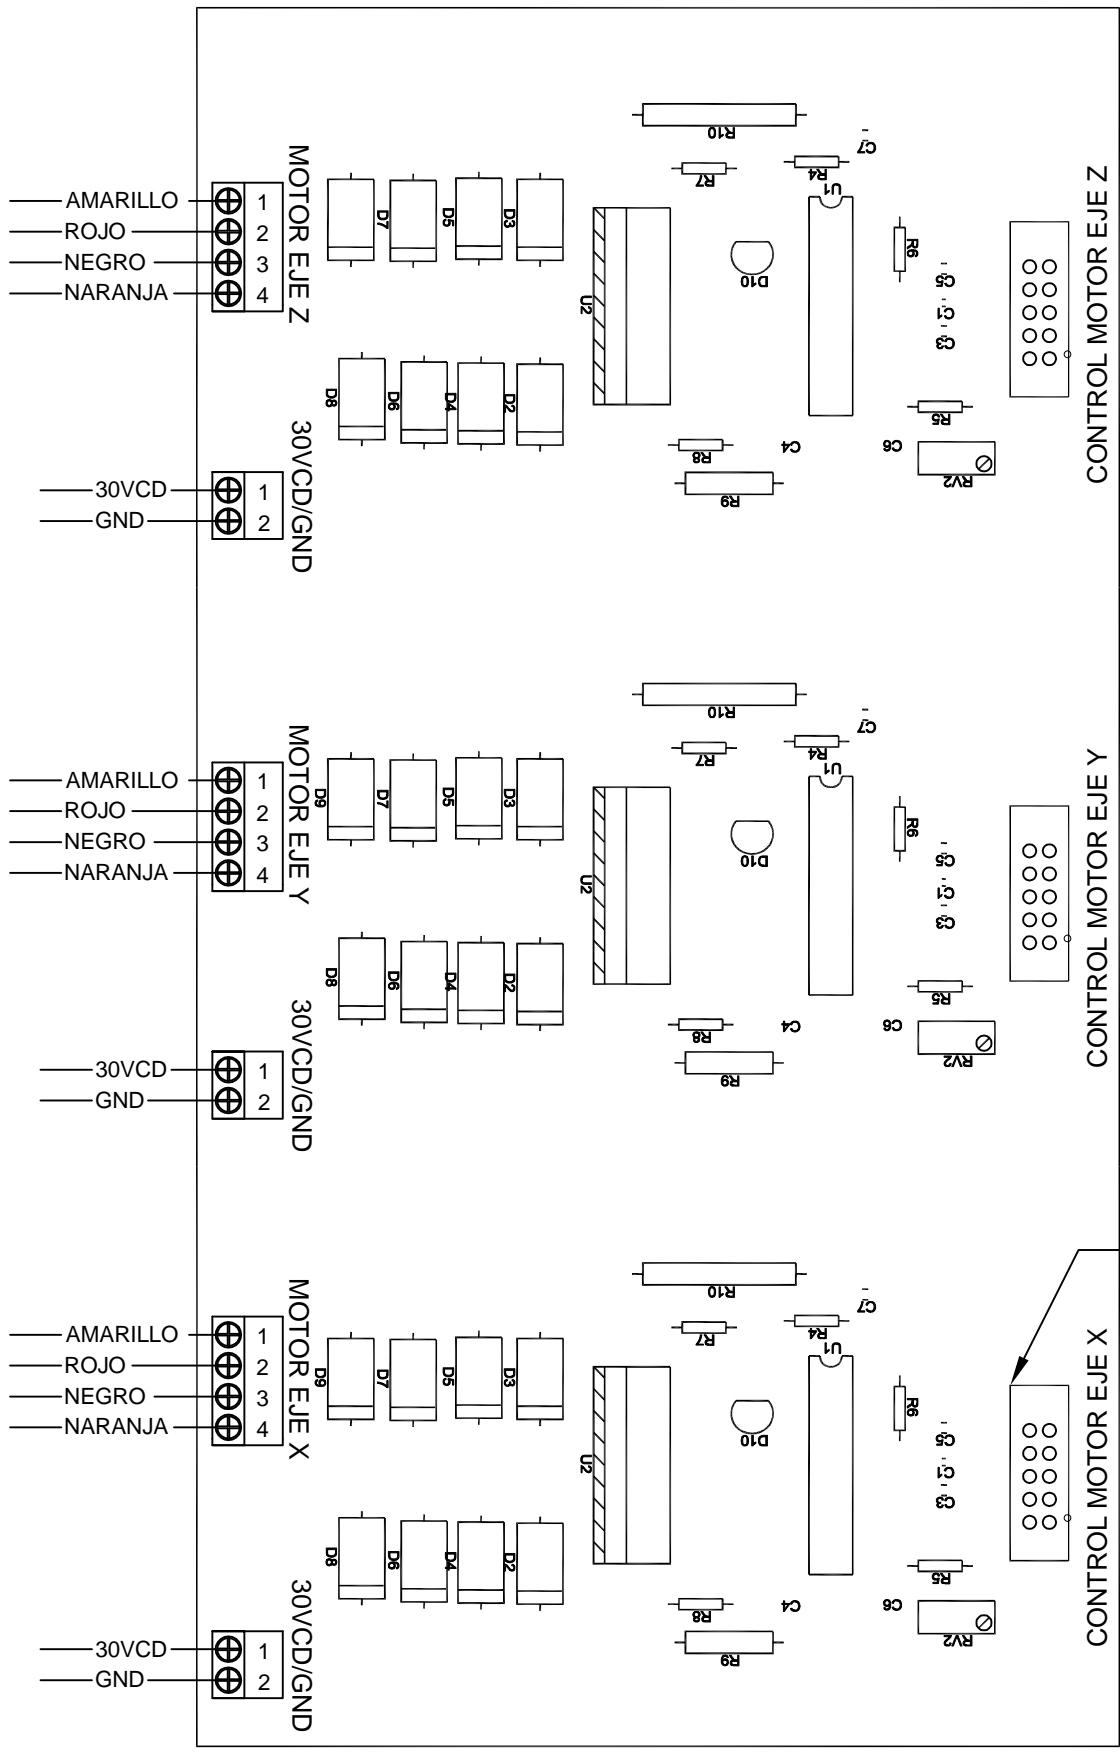 R10
C7
R7
R4
U1
D7
D5
D3
R6
D10
C5
C1
C3
U2
MOTOR EJE Z
AMARILLO 1
ROJO 2
NEGRO 3
NARANJA 4
CONTROL MOTOR EJE Z
D8
D6
D4
D2
R5
R8
C4
C6
RV2
R9
30VCD/GND
30VCD 1
GND 2
R10
C7
R7
R4
U1
D9
D7
D5
D3
R6
D10
C5
C1
C3
U2
MOTOR EJE Y
AMARILLO 1
ROJO 2
NEGRO 3
NARANJA 4
CONTROL MOTOR EJE Y
D8
D6
D4
D2
R5
R8
C4
C6
RV2
R9
30VCD/GND
30VCD 1
GND 2
R10
C7
R7
R4
U1
D9
D7
D5
D3
R6
D10
C5
C1
C3
U2
MOTOR EJE X
AMARILLO 1
ROJO 2
NEGRO 3
NARANJA 4
CONTROL MOTOR EJE X
D8
D6
D4
D2
R5
R8
C4
C6
RV2
R9
30VCD/GND
30VCD 1
GND 2